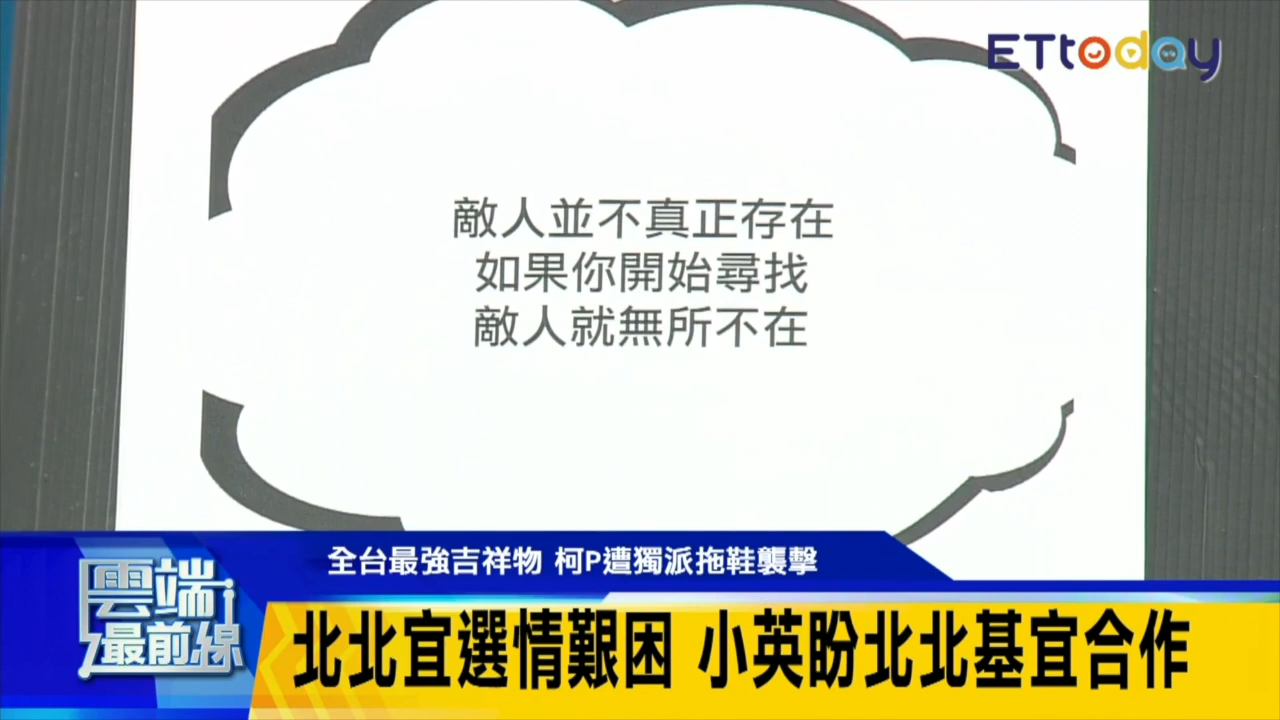 ETtoday
敵人並不真正存在
如果你開始尋找
敵人就無所不在
全台最強吉祥物 柯P遭獨派拖鞋襲擊
雲端最前線
北北宜選情艱困 小英盼北北基宜合作